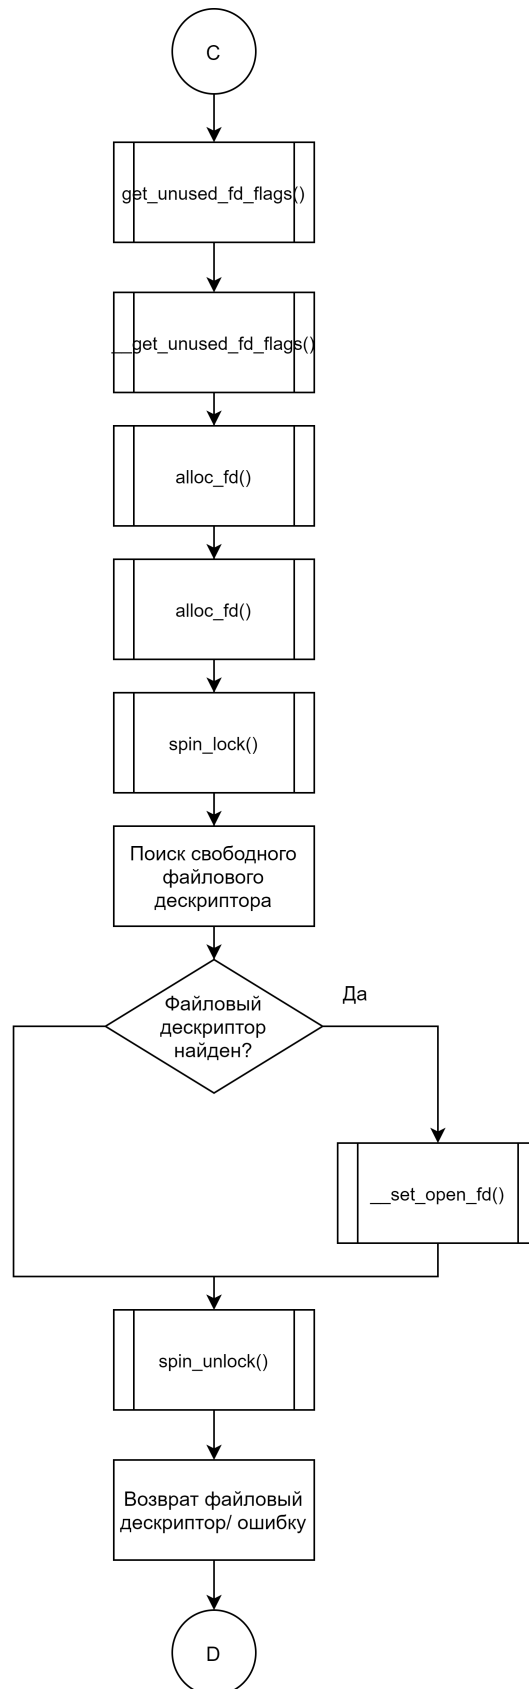 C
get_unused_fd_flags()
__get_unused_fd_flags()
alloc_fd()
alloc_fd()
spin_lock()
Поиск свободного
файлового
дескриптора
Да
Файловый
дескриптор
найден?
__set_open_fd()
spin_unlock()
Возврат файловый
дескриптор/ ошибку
D